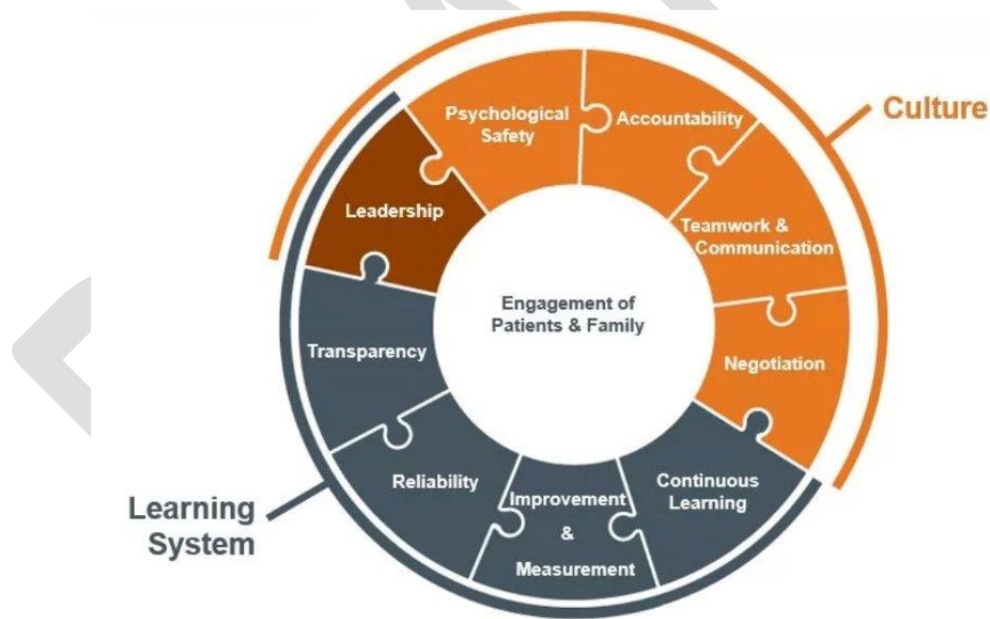 Culture
Psychological
Safety
Accountability
Teamwork &
Communication
Leadership
Engagement of
Patients & Family
Transparency
Negotiation
Reliability
Improvement
&
Measurement
Continuous
Learning
Learning
System